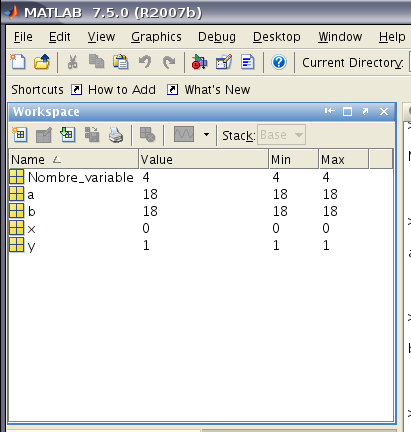 MATLAB 7.5.0 (R2007b)
File Edit View Graphics Debug Desktop Window Help
Current Directory:
Shortcuts How to Add What's New
Workspace
Stack: Base
Name Value Min Max
Nombre_variable 4 4 4
a 18 18 18
b 18 18 18
x 0 0 0
y 1 1 1